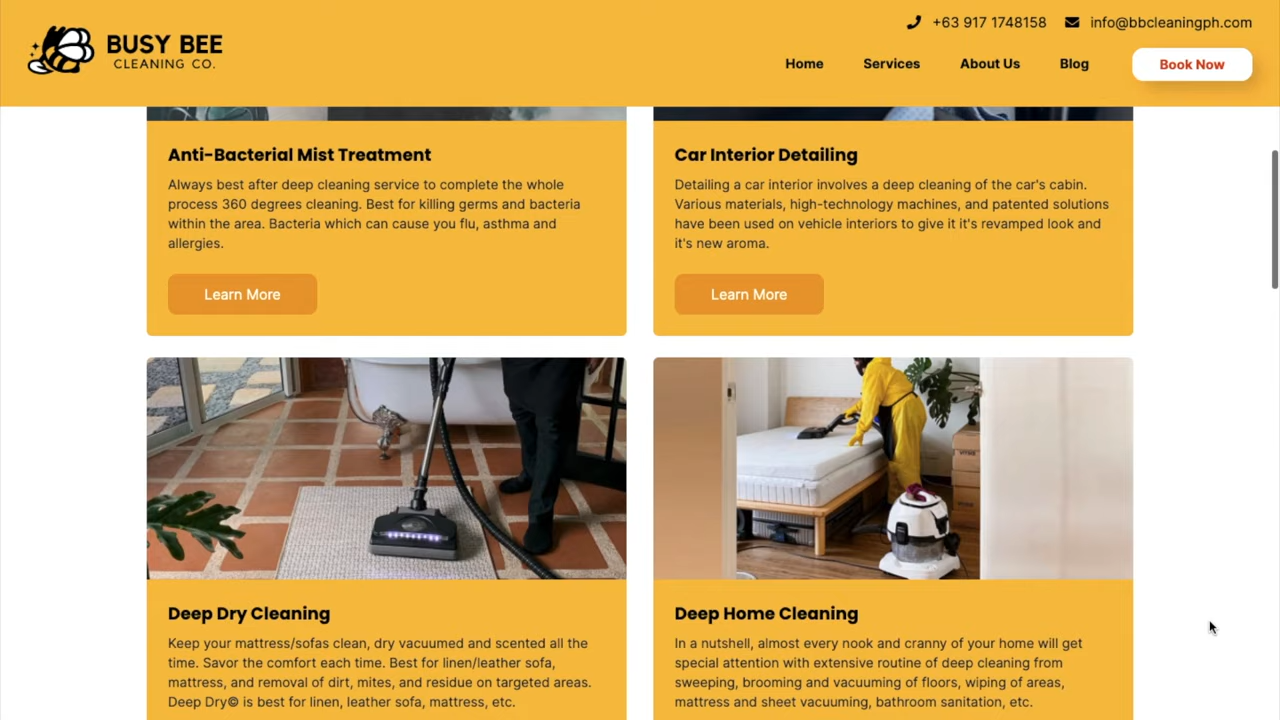 +63 917 1748158 info@bbcleaningph.com
BUSY BEE
CLEANING CO.
Home Services About Us Blog Book Now
Anti-Bacterial Mist Treatment
Always best after deep cleaning service to complete the whole
process 360 degrees cleaning. Best for killing germs and bacteria
within the area. Bacteria which can cause you flu, asthma and
allergies.
Learn More
Car Interior Detailing
Detailing a car interior involves a deep cleaning of the car's cabin.
Various materials, high-technology machines, and patented solutions
have been used on vehicle interiors to give it it's revamped look and
it's new aroma.
Learn More
Deep Dry Cleaning
Keep your mattress/sofas clean, dry vacuumed and scented all the
time. Savor the comfort each time. Best for linen/leather sofa,
mattress, and removal of dirt, mites, and residue on targeted areas.
Deep Dry© is best for linen, leather sofa, mattress, etc.
Deep Home Cleaning
In a nutshell, almost every nook and cranny of your home will get
special attention with extensive routine of deep cleaning from
sweeping, brooming and vacuuming of floors, wiping of areas,
mattress and sheet vacuuming, bathroom sanitation, etc.